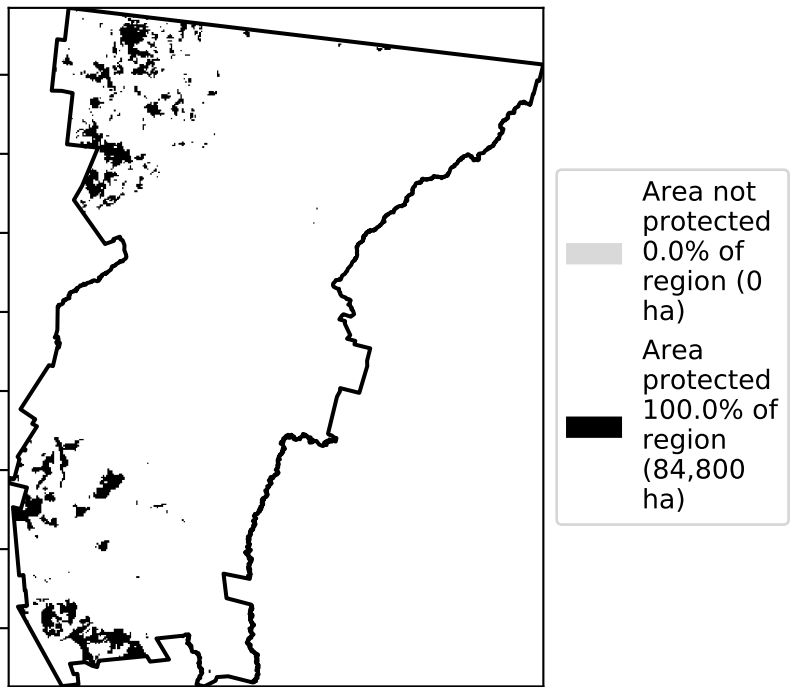 Area not
protected
0.0% of
region (0
ha)
Area
protected
100.0% of
region
(84,800
ha)